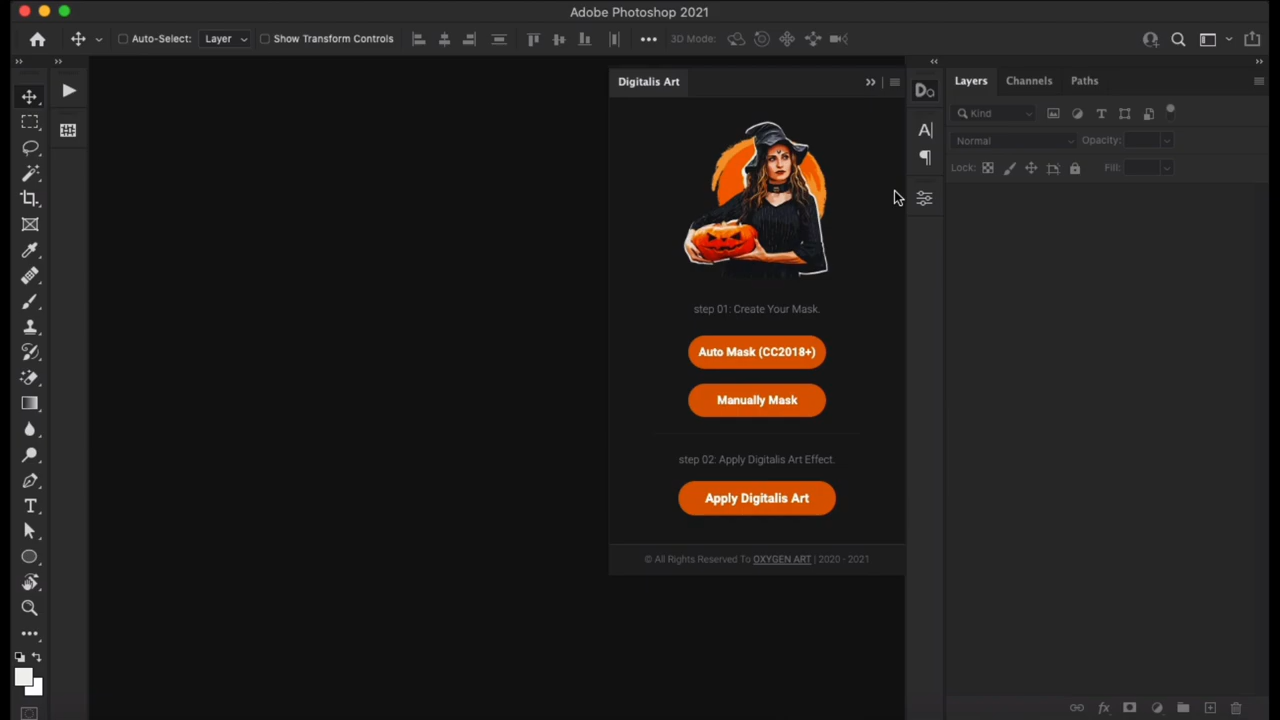 Adobe Photoshop 2021
Auto-Select: Layer Show Transform Controls 3D Mode:
Digitalis Art
Da
Layers Channels Paths
Kind
Normal Opacity:
Lock: Fill:
step 01: Create Your Mask.
Auto Mask (CC2018+)
Manually Mask
step 02: Apply Digitalis Art Effect.
Apply Digitalis Art
© All Rights Reserved To OXYGEN ART | 2020 - 2021